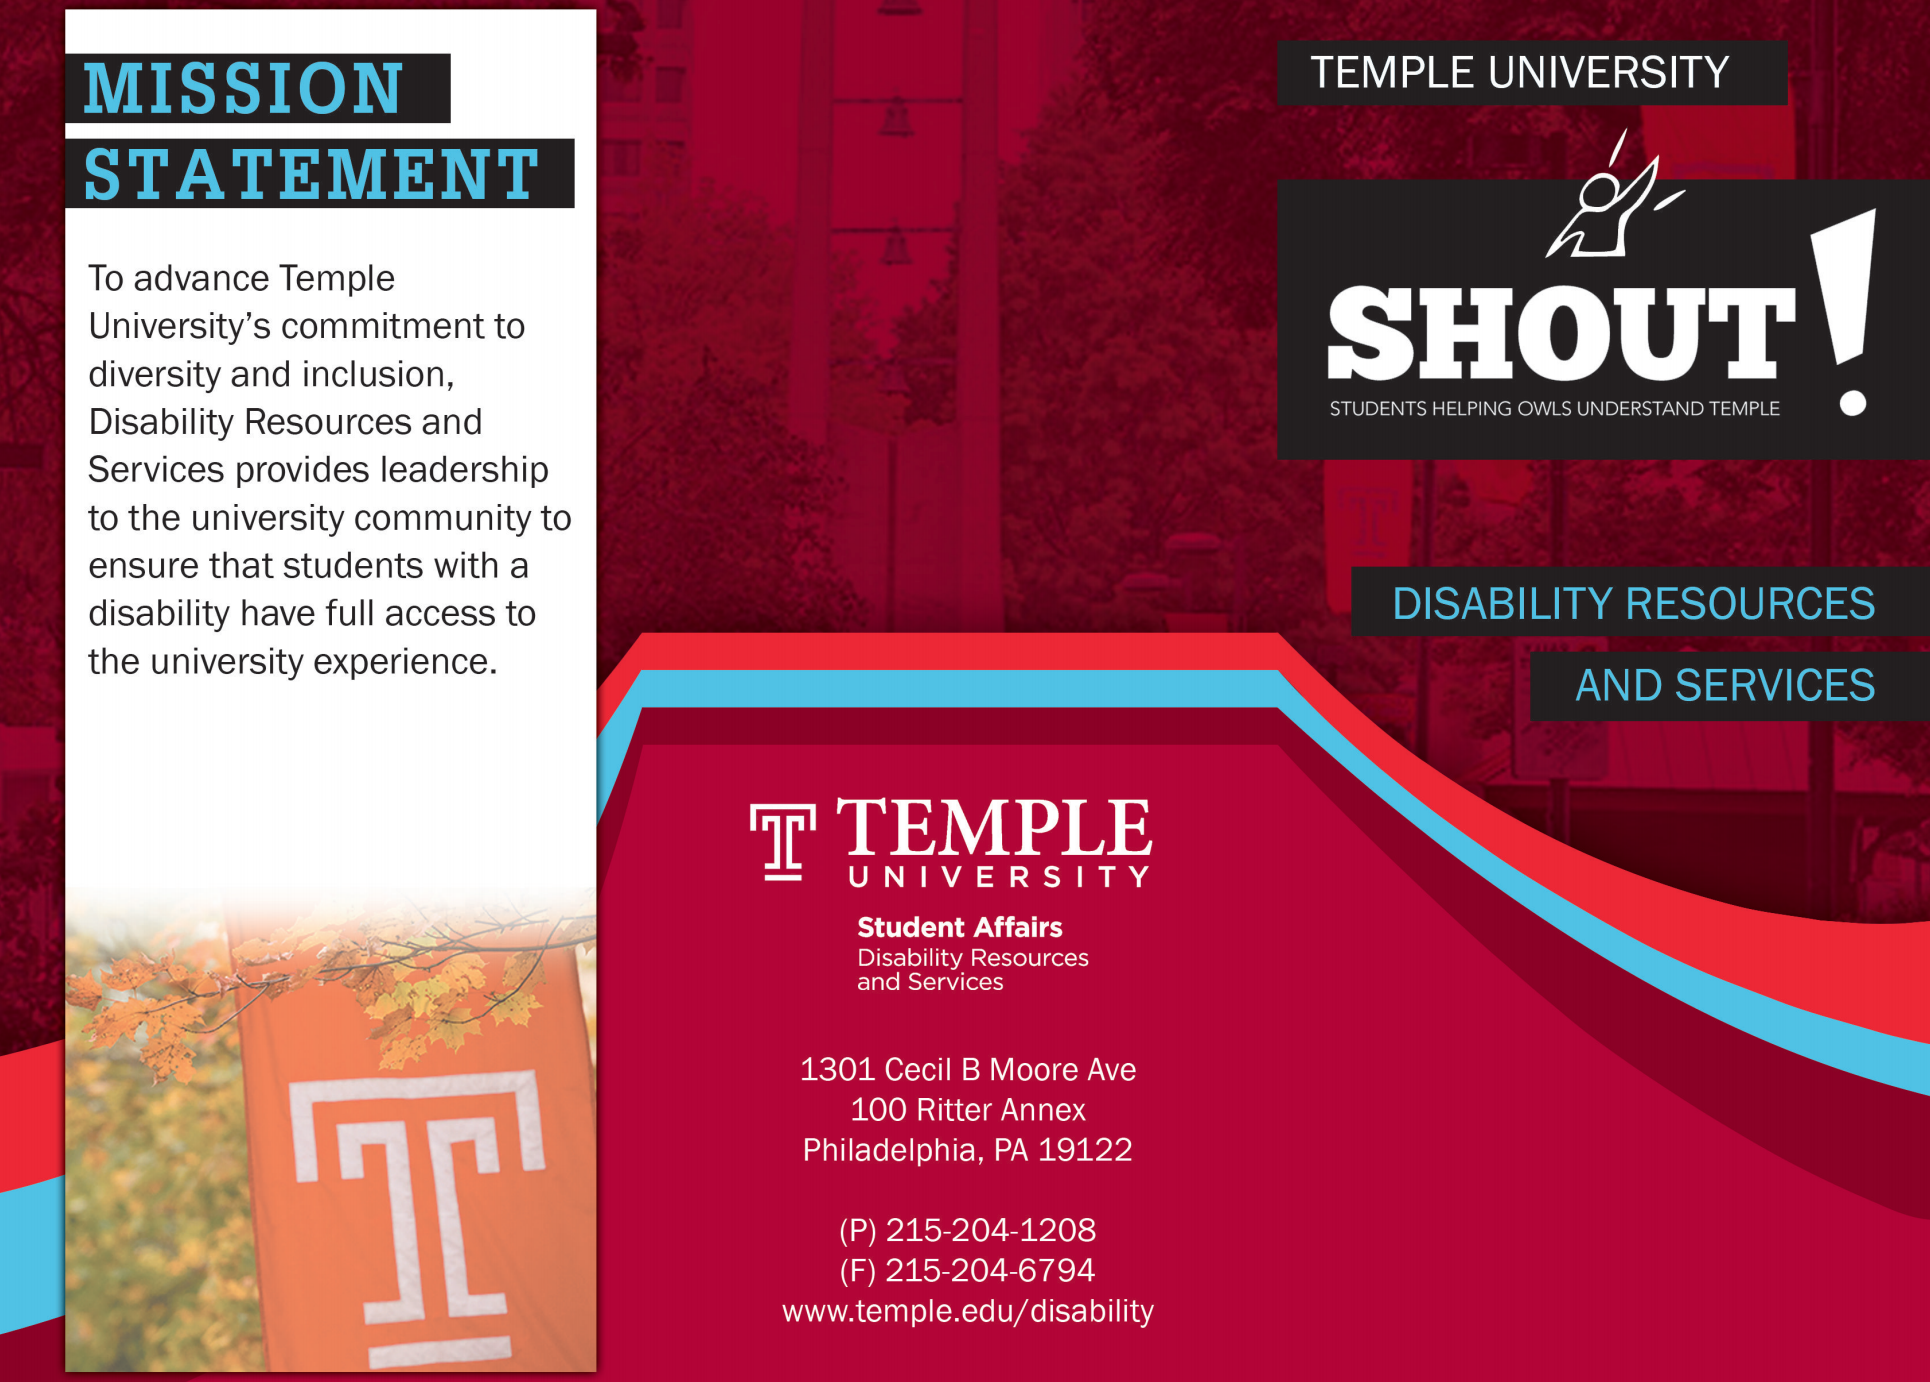 MISSION
STATEMENT
To advance Temple
University’s commitment to
diversity and inclusion,
Disability Resources and
Services provides leadership
to the university community to
ensure that students with a
disability have full access to
the university experience.
T TEMPLE
UNIVERSITY
Student Affairs
Disability Resources
and Services
1301 Cecil B Moore Ave
100 Ritter Annex
Philadelphia, PA 19122
(P) 215-204-1208
(F) 215-204-6794
www.temple.edu/disability
TEMPLE UNIVERSITY
SHOUT!
STUDENTS HELPING OWLS UNDERSTAND TEMPLE
DISABILITY RESOURCES
AND SERVICES
T